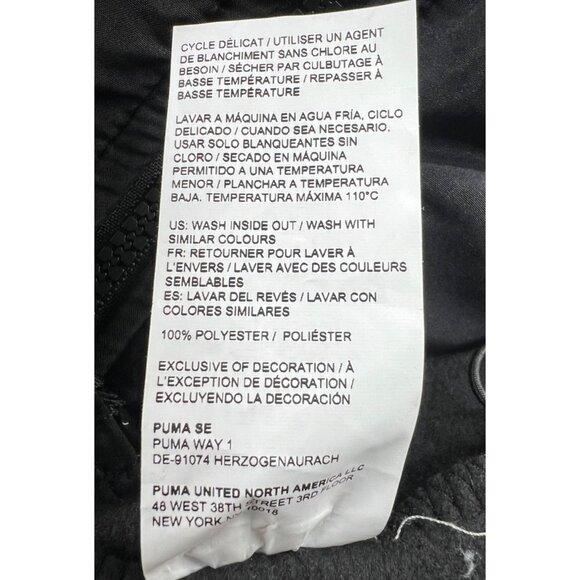 CYCLE DÉLICAT / UTILISER UN AGENT
DE BLANCHIMENT SANS CHLORE AU
BESOIN / SÉCHER PAR CULBUTAGE À
BASSE TEMPÉRATURE / REPASSER À
BASSE TEMPÉRATURE
LAVAR A MÁQUINA EN AGUA FRÍA, CICLO
DELICADO / CUANDO SEA NECESARIO.
USAR SOLO BLANQUEANTES SIN
CLORO / SECADO EN MÁQUINA
PERMITIDO A UNA TEMPERATURA
MENOR / PLANCHAR A TEMPERATURA
BAJA. TEMPERATURA MÁXIMA 110°C
US: WASH INSIDE OUT / WASH WITH
SIMILAR COLOURS
FR: RETOURNER POUR LAVER À
L'ENVERS / LAVER AVEC DES COULEURS
SEMBLABLES
ES: LAVAR DEL REVÉS / LAVAR CON
COLORES SIMILARES
100% POLYESTER / POLIÉSTER
EXCLUSIVE OF DECORATION / À
L'EXCEPTION DE DÉCORATION /
EXCLUYENDO LA DECORACIÓN
PUMA SE
PUMA WAY 1
DE-91074 HERZOGENAURACH
PUMA UNITED NORTH AMERICA LLC
48 WEST 38TH STREET 3RD FLOOR
NEW YORK 10018